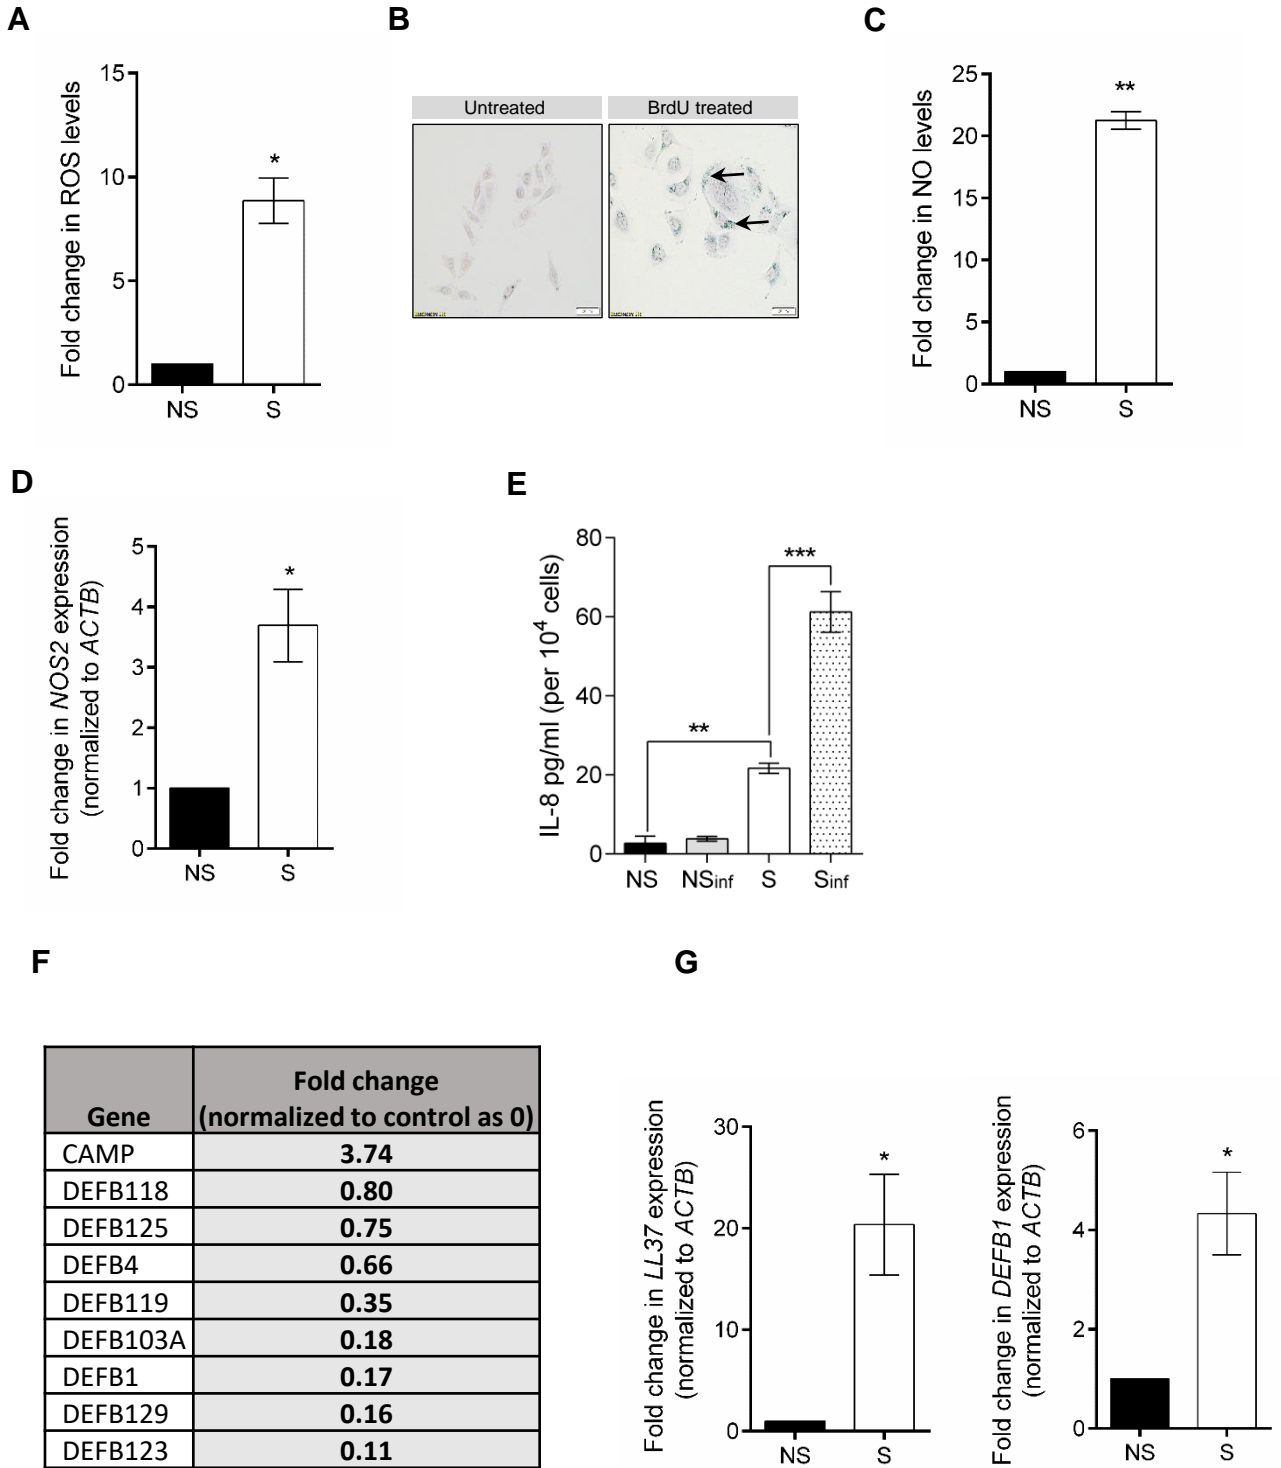 A
B
C
Fold change in ROS levels
15
10
5
0
*
NS
S
Untreated
BrdU treated
Fold change in NO levels
25
20
15
10
5
0
**
NS
S
D
E
Fold change in NOS2 expression
(normalized to ACTB)
5
4
3
2
1
0
*
NS
S
IL-8 pg/ml (per 10⁴ cells)
80
60
40
20
0
**
***
NS
NSinf
S
Sinf
F
G
Gene
Fold change
(normalized to control as 0)
CAMP 3.74
DEFB118 0.80
DEFB125 0.75
DEFB4 0.66
DEFB119 0.35
DEFB103A 0.18
DEFB1 0.17
DEFB129 0.16
DEFB123 0.11
Fold change in LL37 expression
(normalized to ACTB)
30
20
10
0
*
NS
S
Fold change in DEFB1 expression
(normalized to ACTB)
6
4
2
0
*
NS
S